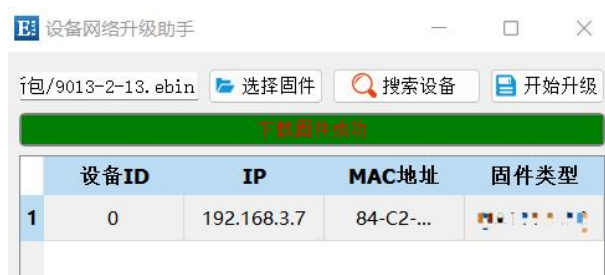 设备网络升级助手
f包/9013-2-13.ebin 选择固件 搜索设备 开始升级
下载固件成功
设备ID IP MAC地址 固件类型
1 0 192.168.3.7 84-C2-...